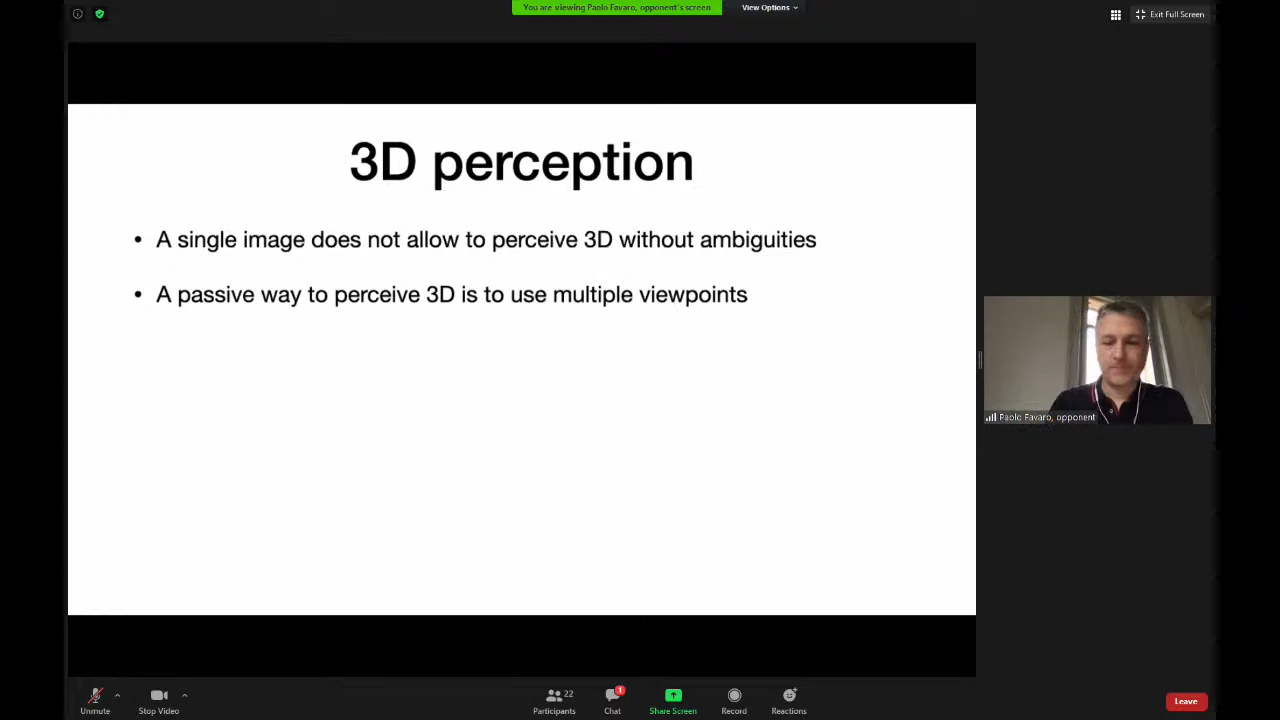 You are viewing Paolo Favaro, opponent's screen
View Options
Exit Full Screen
3D perception
• A single image does not allow to perceive 3D without ambiguities
• A passive way to perceive 3D is to use multiple viewpoints
Paolo Favaro, opponent
Unmute
Stop Video
Participants
22
Chat
1
Share Screen
Record
Reactions
Leave